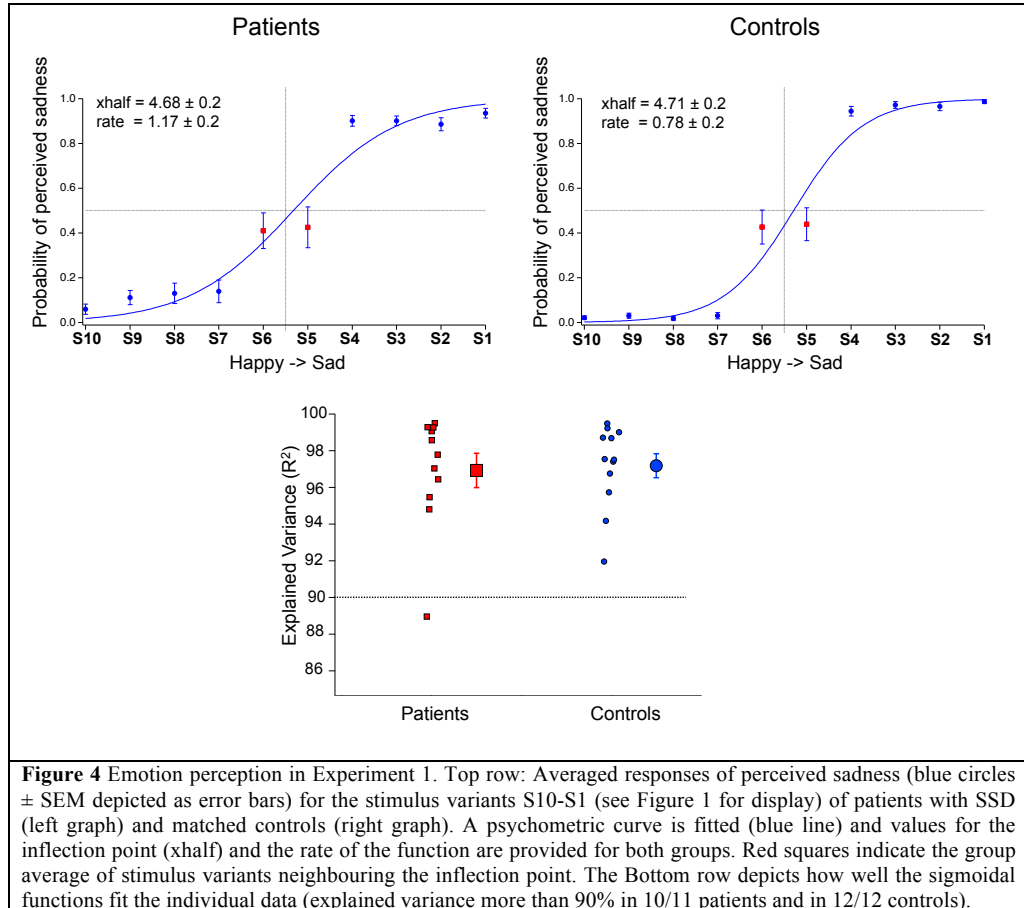 Patients
Controls
Probability of perceived sadness
1.0
0.8
0.6
0.4
0.2
0.0
xhalf = 4.68 ± 0.2
rate = 1.17 ± 0.2
S10 S9 S8 S7 S6 S5 S4 S3 S2 S1
Happy -> Sad
Probability of perceived sadness
1.0
0.8
0.6
0.4
0.2
0.0
xhalf = 4.71 ± 0.2
rate = 0.78 ± 0.2
S10 S9 S8 S7 S6 S5 S4 S3 S2 S1
Happy -> Sad
Explained Variance (R²)
100
98
96
94
92
90
88
86
Patients
Controls
Figure 4 Emotion perception in Experiment 1. Top row: Averaged responses of perceived sadness (blue circles
± SEM depicted as error bars) for the stimulus variants S10-S1 (see Figure 1 for display) of patients with SSD
(left graph) and matched controls (right graph). A psychometric curve is fitted (blue line) and values for the
inflection point (xhalf) and the rate of the function are provided for both groups. Red squares indicate the group
average of stimulus variants neighbouring the inflection point. The Bottom row depicts how well the sigmoidal
functions fit the individual data (explained variance more than 90% in 10/11 patients and in 12/12 controls).